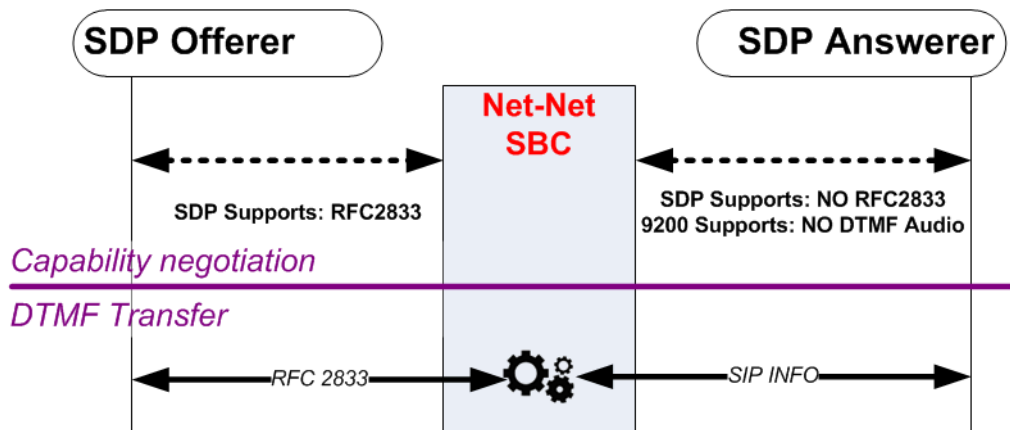 SDP Offerer
SDP Answerer
Net-Net
SBC
SDP Supports: RFC2833
SDP Supports: NO RFC2833
9200 Supports: NO DTMF Audio
Capability negotiation
DTMF Transfer
RFC 2833
SIP INFO